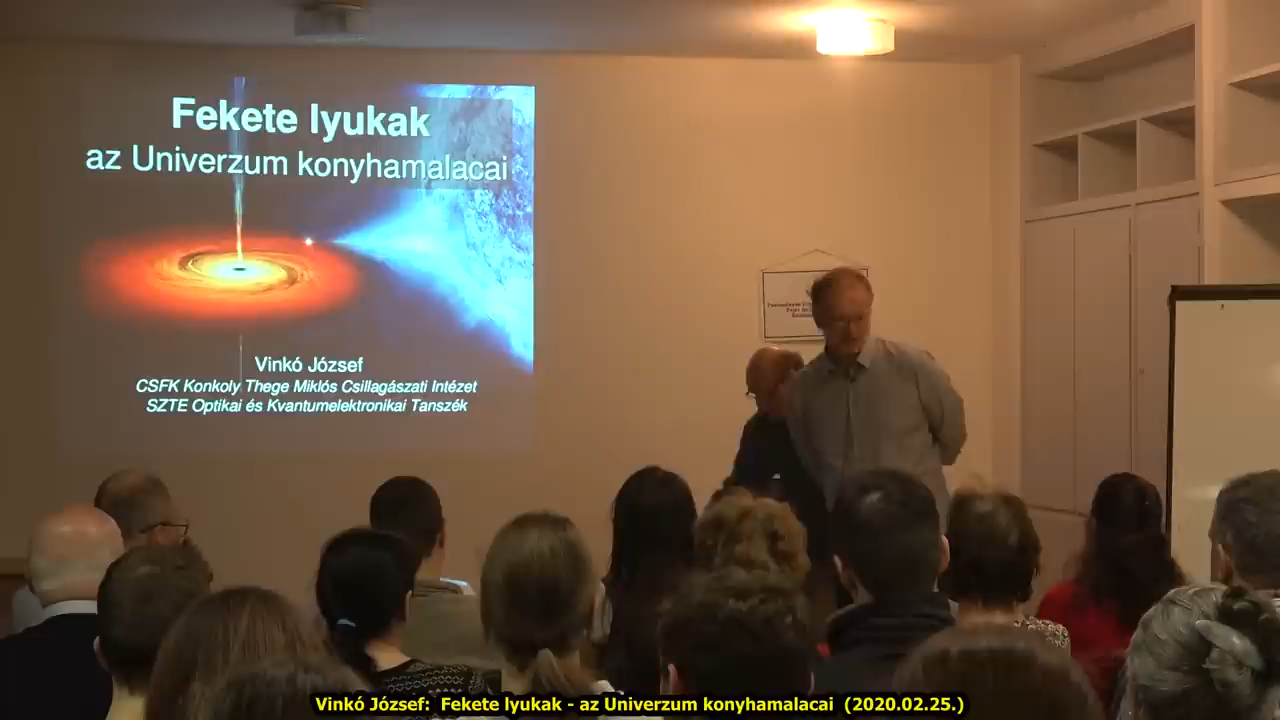 Fekete lyukak
az Univerzum konyhamalacai
Vinkó József
CSFK Konkoly Thege Miklós Csillagászati Intézet
SZTE Optikai és Kvantumelektronikai Tanszék
Vinkó József: Fekete lyukak - az Univerzum konyhamalacai (2020.02.25.)